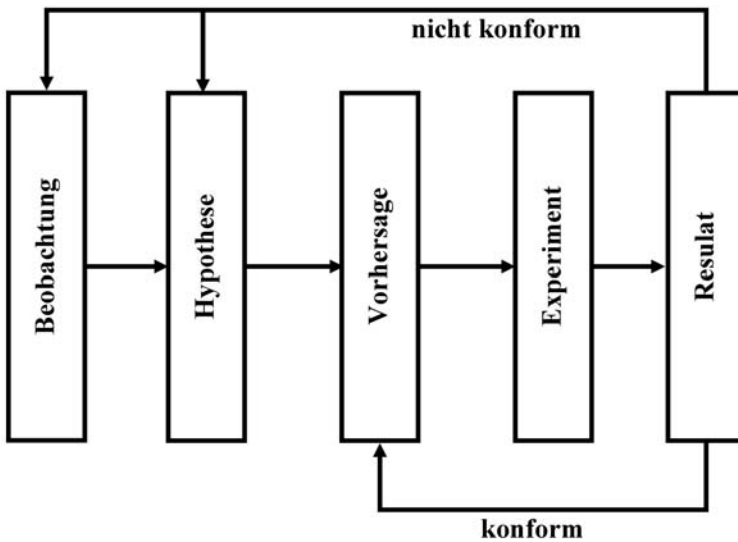 nicht konform
Beobachtung
Hypothese
Vorhersage
Experiment
Resulat
konform